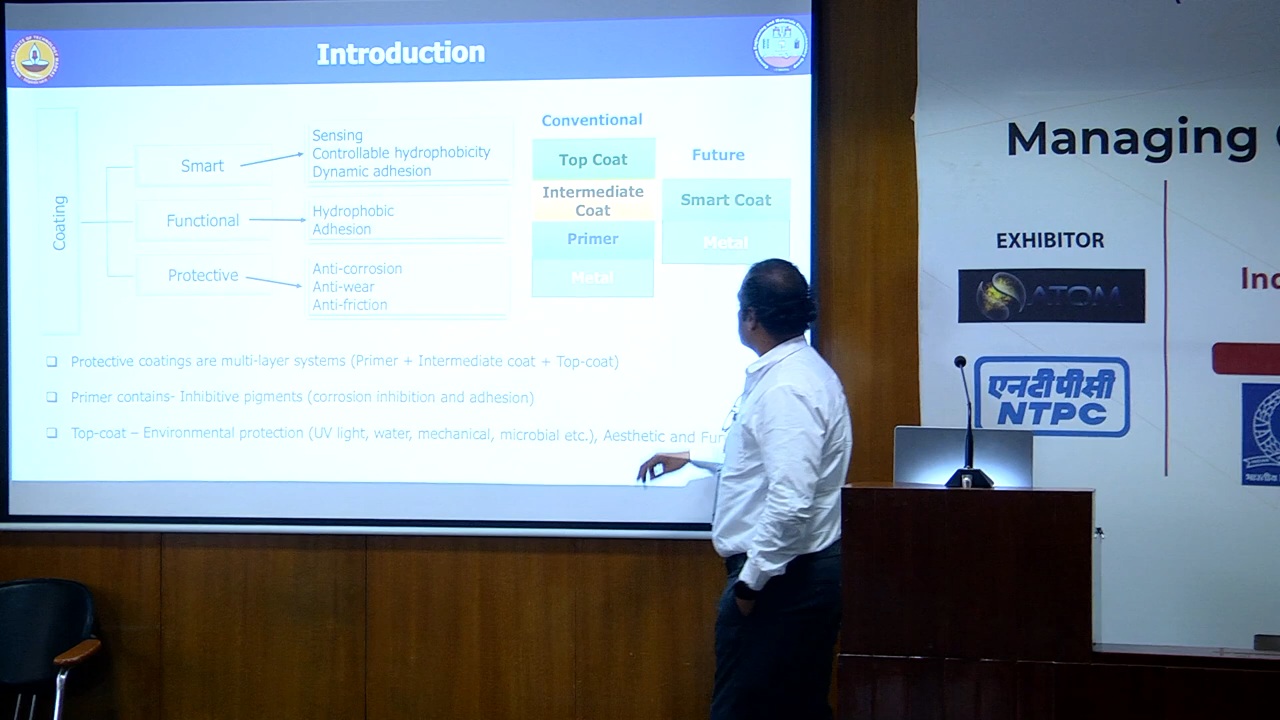 Introduction
Coating
Smart
Functional
Protective
Sensing
Controllable hydrophobicity
Dynamic adhesion
Hydrophobic
Adhesion
Anti-corrosion
Anti-wear
Anti-friction
Conventional
Top Coat
Intermediate
Coat
Primer
Metal
Future
Smart Coat
Metal
❑ Protective coatings are multi-layer systems (Primer + Intermediate coat + Top-coat)
❑ Primer contains- Inhibitive pigments (corrosion inhibition and adhesion)
❑ Top-coat – Environmental protection (UV light, water, mechanical, microbial etc.), Aesthetic and Fun
Managing
EXHIBITOR
ATOM
एनटीपीसी
NTPC
भारतीय